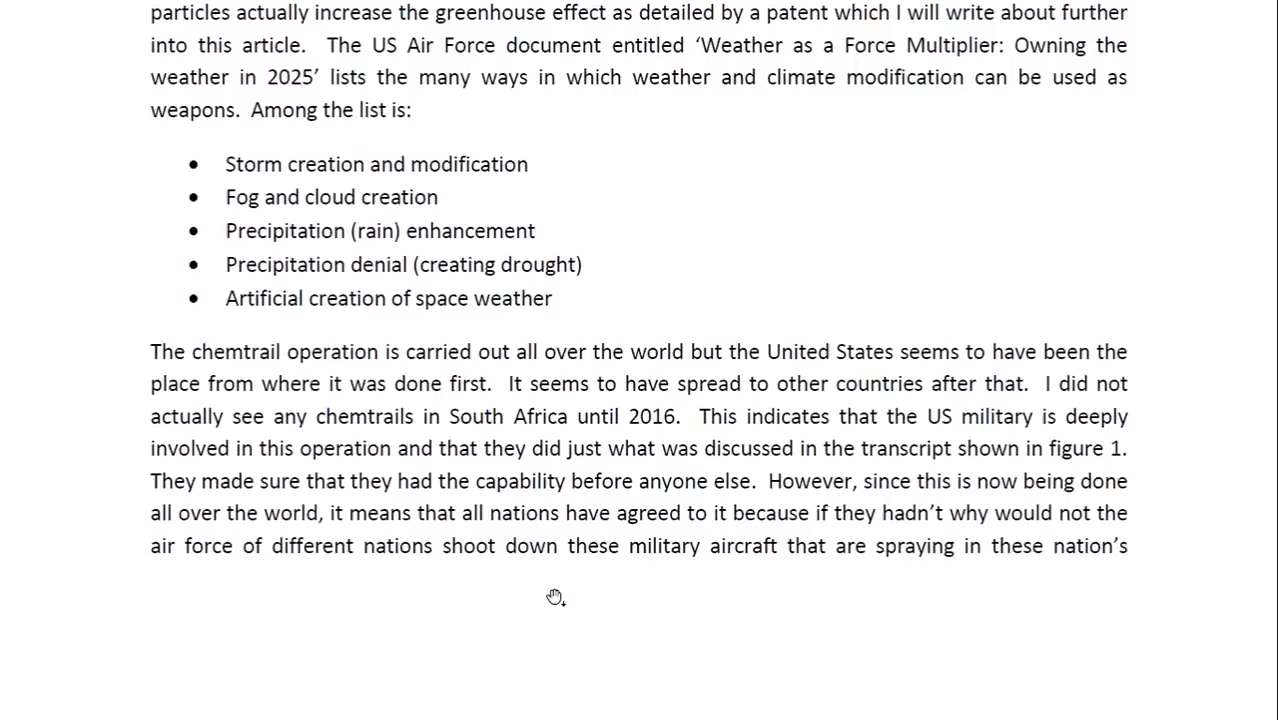 particles actually increase the greenhouse effect as detailed by a patent which I will write about further
into this article. The US Air Force document entitled ‘Weather as a Force Multiplier: Owning the
weather in 2025’ lists the many ways in which weather and climate modification can be used as
weapons. Among the list is:
• Storm creation and modification
• Fog and cloud creation
• Precipitation (rain) enhancement
• Precipitation denial (creating drought)
• Artificial creation of space weather
The chemtrail operation is carried out all over the world but the United States seems to have been the
place from where it was done first. It seems to have spread to other countries after that. I did not
actually see any chemtrails in South Africa until 2016. This indicates that the US military is deeply
involved in this operation and that they did just what was discussed in the transcript shown in figure 1.
They made sure that they had the capability before anyone else. However, since this is now being done
all over the world, it means that all nations have agreed to it because if they hadn’t why would not the
air force of different nations shoot down these military aircraft that are spraying in these nation’s